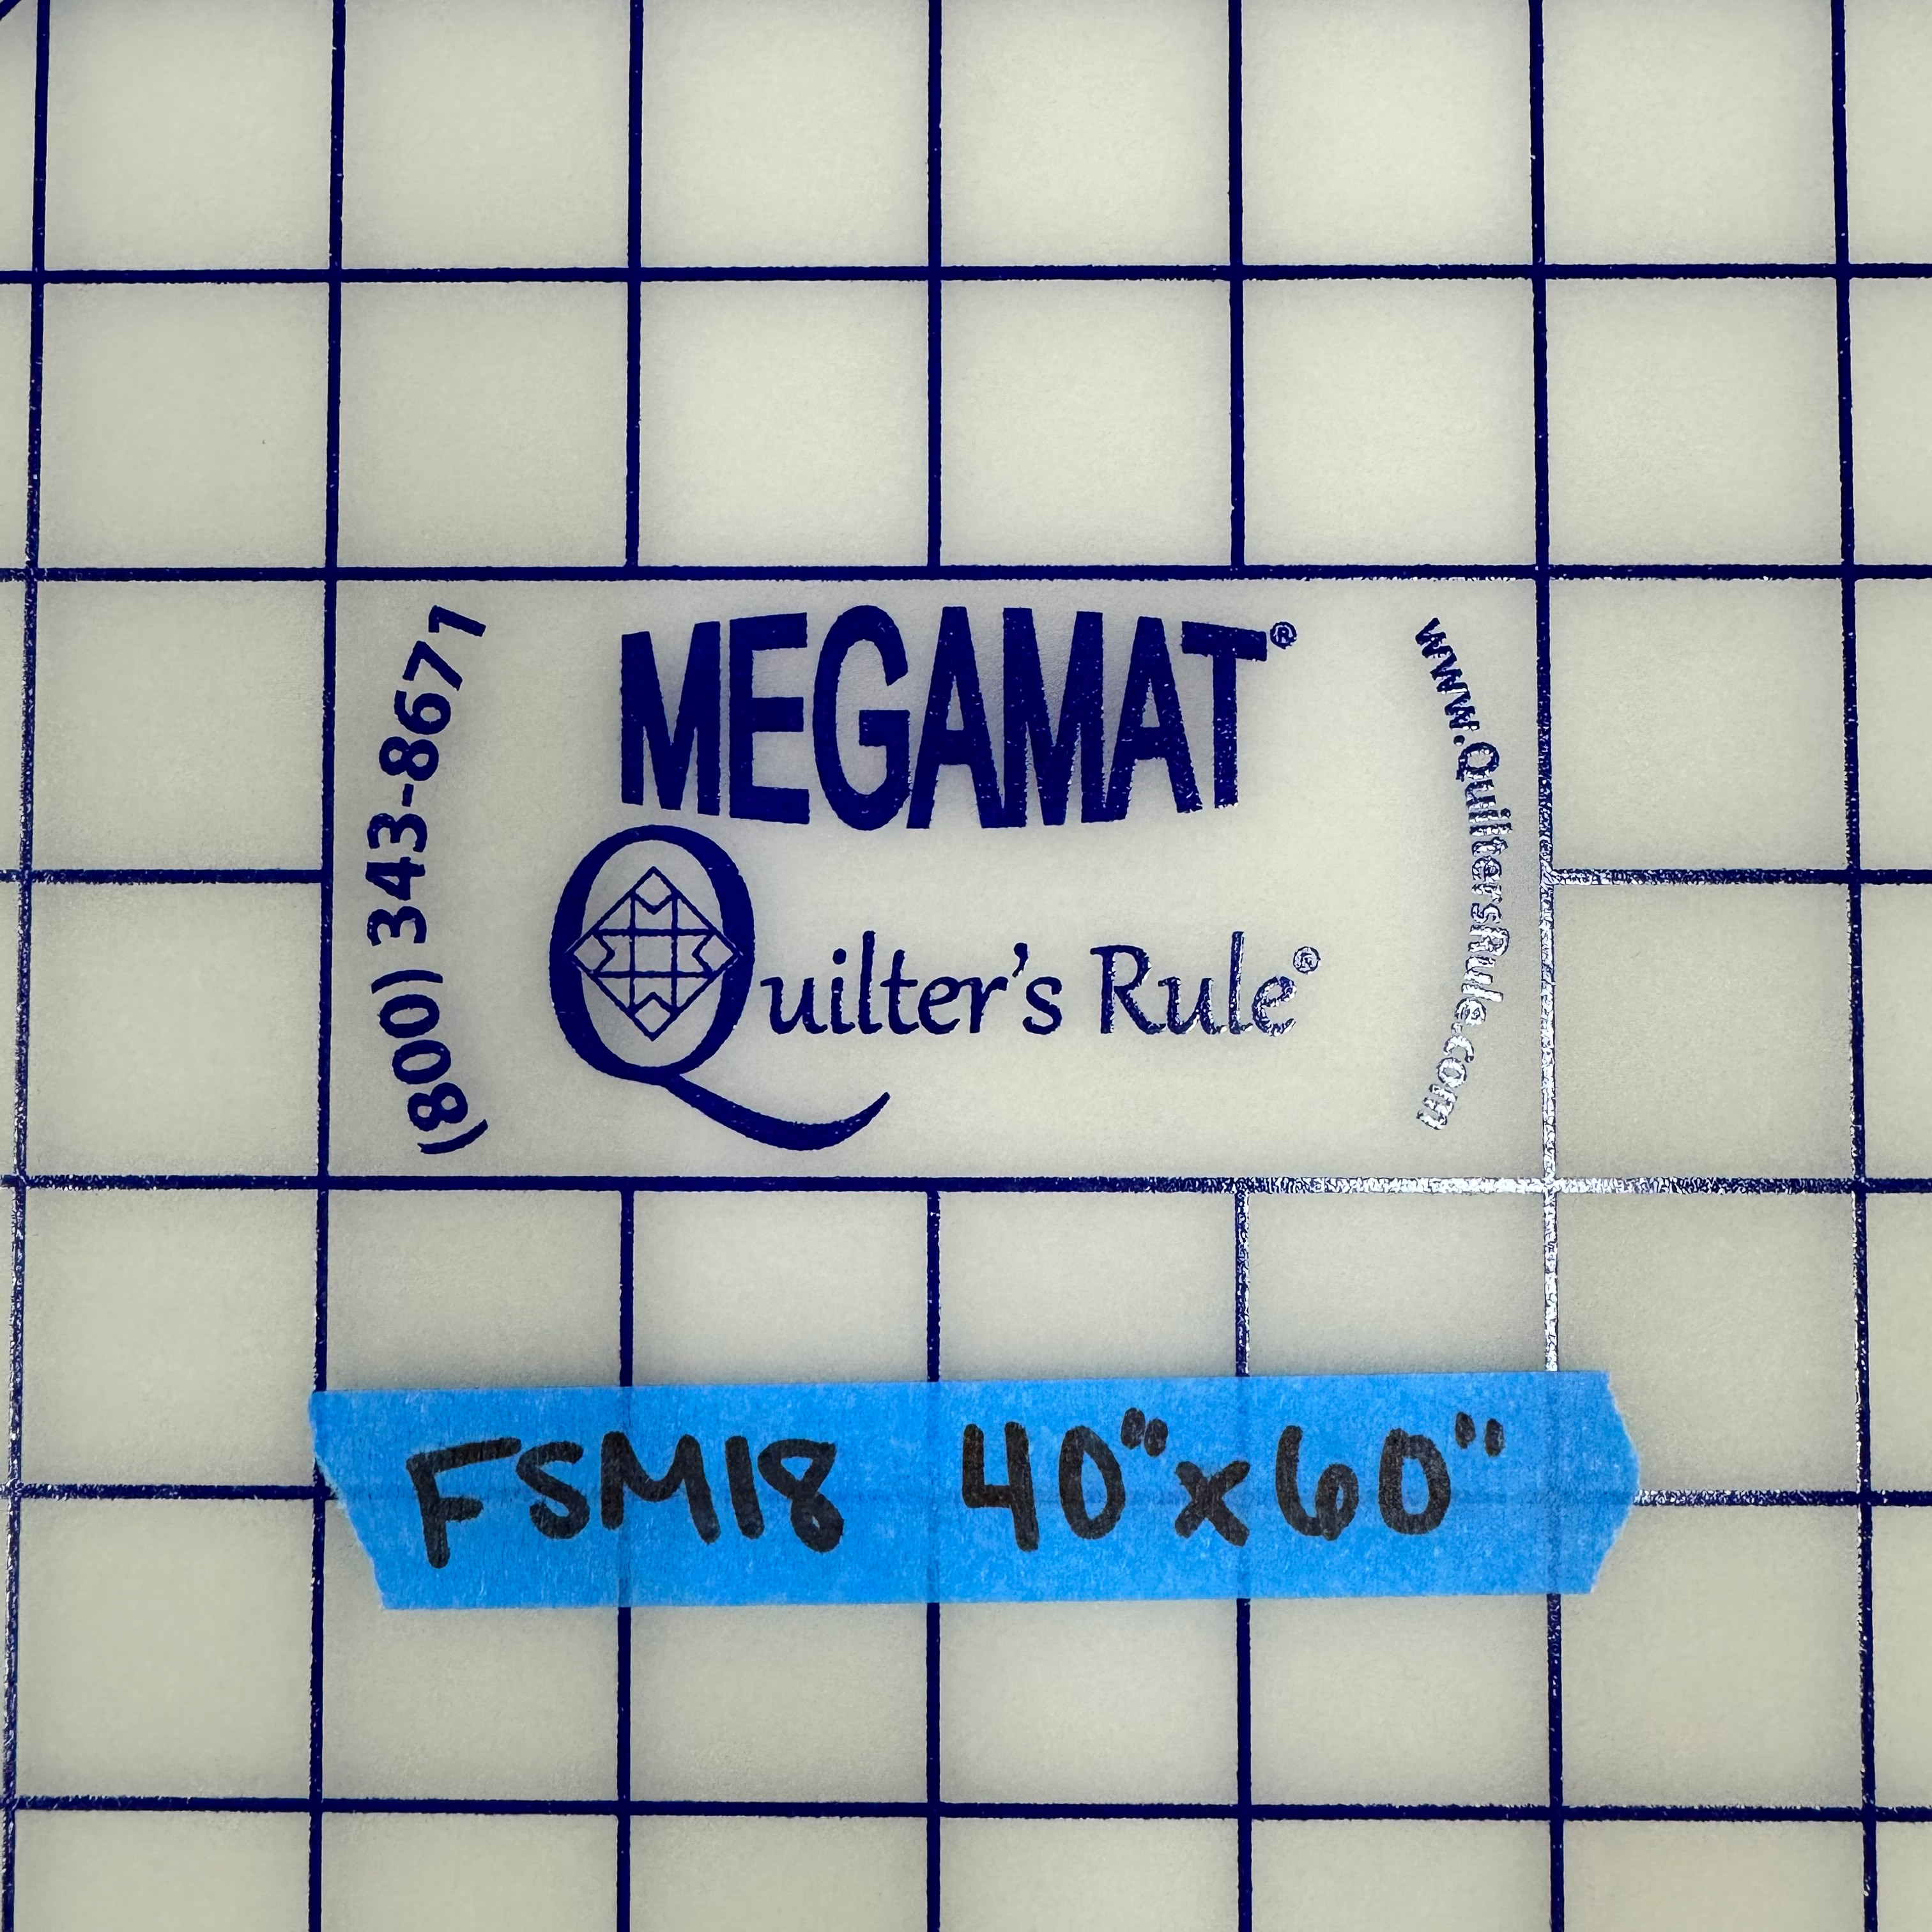 (800) 343-8671
MEGAMAT®
Quilter's Rule®
www.QuiltersRule.com
FSM18 40"x60"